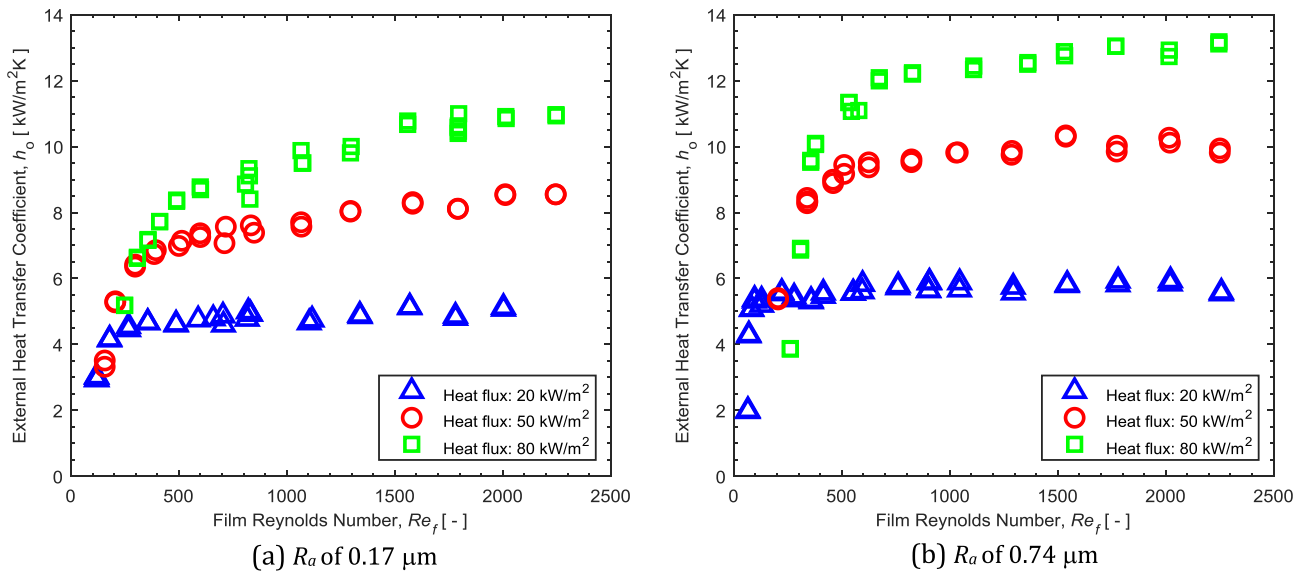 14
12
10
8
6
4
2
0
External Heat Transfer Coefficient, hₒ [ kW/m²K ]
Heat flux: 20 kW/m²
Heat flux: 50 kW/m²
Heat flux: 80 kW/m²
0 500 1000 1500 2000 2500
Film Reynolds Number, Re_f [ - ]
(a) Rₐ of 0.17 μm
14
12
10
8
6
4
2
0
External Heat Transfer Coefficient, hₒ [ kW/m²K ]
Heat flux: 20 kW/m²
Heat flux: 50 kW/m²
Heat flux: 80 kW/m²
0 500 1000 1500 2000 2500
Film Reynolds Number, Re_f [ - ]
(b) Rₐ of 0.74 μm